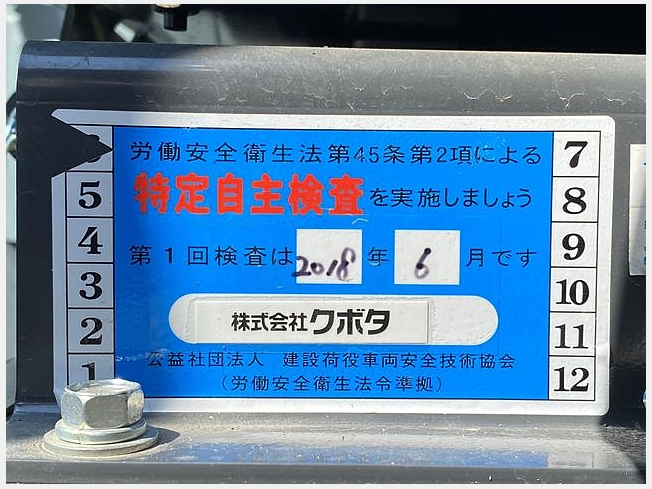 労働安全衛生法第45条第2項による
特定自主検査を実施しましょう
第1回検査は2018年6月です
株式会社クボタ
公益社団法人 建設荷役車両安全技術協会
(労働安全衛生法令準拠)
5
4
3
2
1
7
8
9
10
11
12